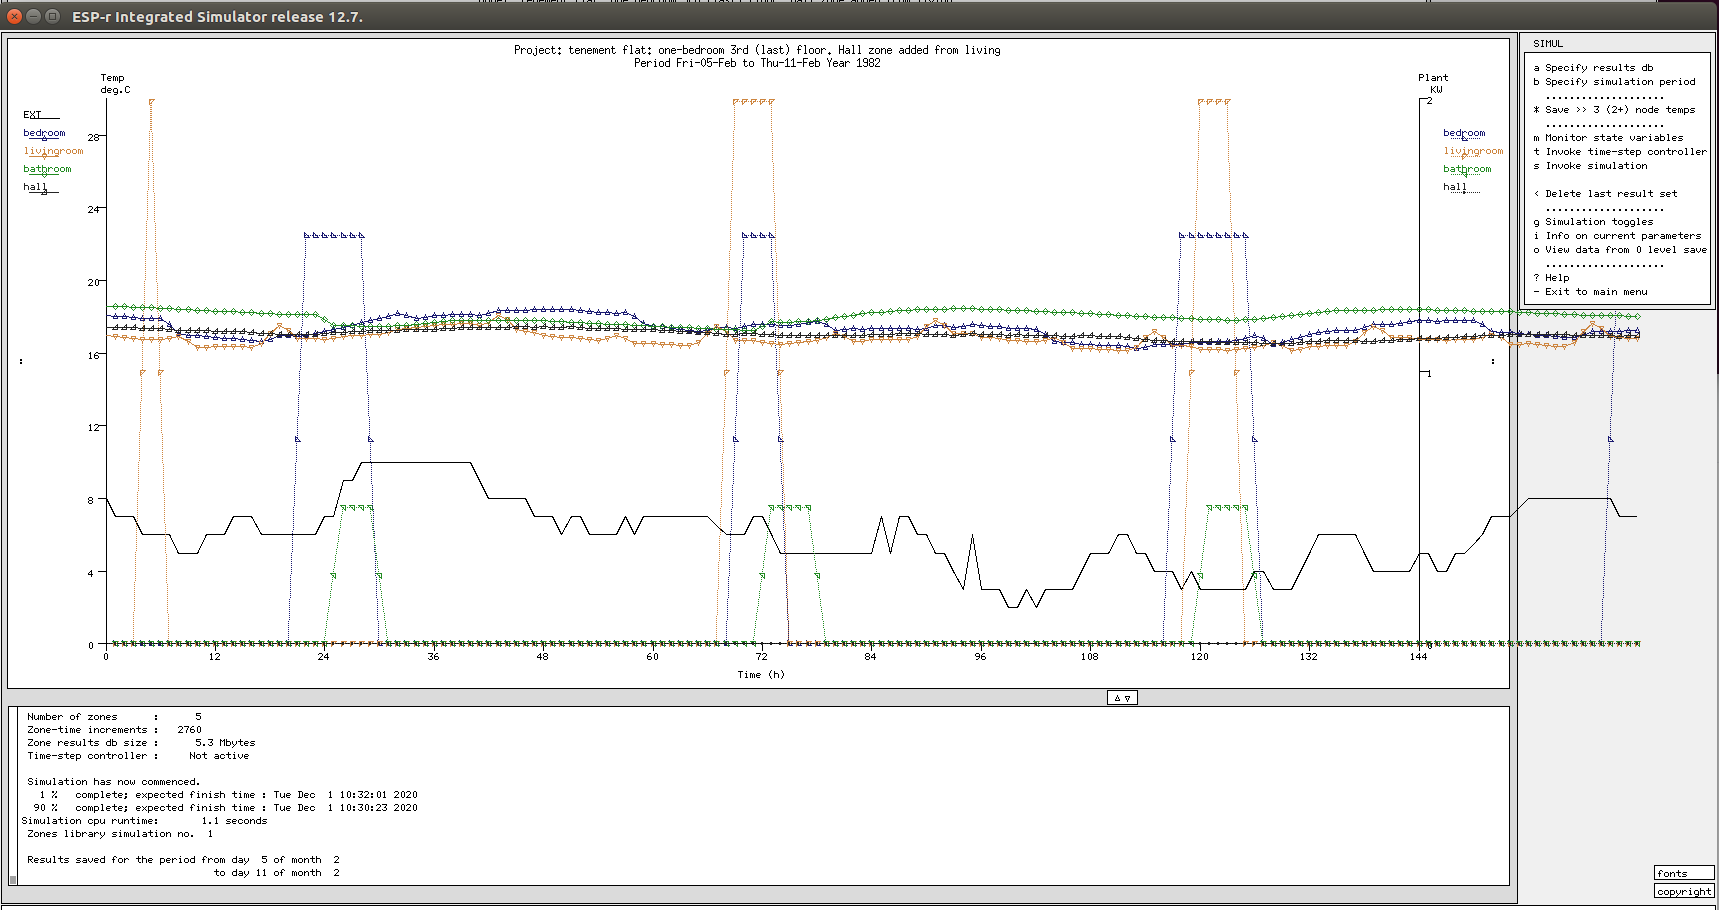 ESP-r Integrated Simulator release 12.7.
Project: tenement flat: one-bedroom 3rd (last) floor. Hall zone added from living
Period Fri-05-Feb to Thu-11-Feb Year 1982
Temp
deg.C
Plant
KW
EXT
bedroom
livingroom
bathroom
hall
28
24
20
16
12
8
4
0
2
1
0
bedroom
livingroom
bathroom
hall
0 12 24 36 48 60 72 84 96 108 120 132 144
Time (h)
SIMUL
a Specify results db
b Specify simulation period
....................
* Save >> 3 (2+) node temps
....................
m Monitor state variables
t Invoke time-step controller
s Invoke simulation
< Delete last result set
....................
g Simulation toggles
i Info on current parameters
o View data from 0 level save
....................
? Help
- Exit to main menu
Number of zones : 5
Zone-time increments : 2760
Zone results db size : 5.3 Mbytes
Time-step controller : Not active
Simulation has now commenced.
1 % complete; expected finish time : Tue Dec 1 10:32:01 2020
90 % complete; expected finish time : Tue Dec 1 10:30:23 2020
Simulation cpu runtime: 1.1 seconds
Zones library simulation no. 1
Results saved for the period from day 5 of month 2
to day 11 of month 2
fonts
copyright